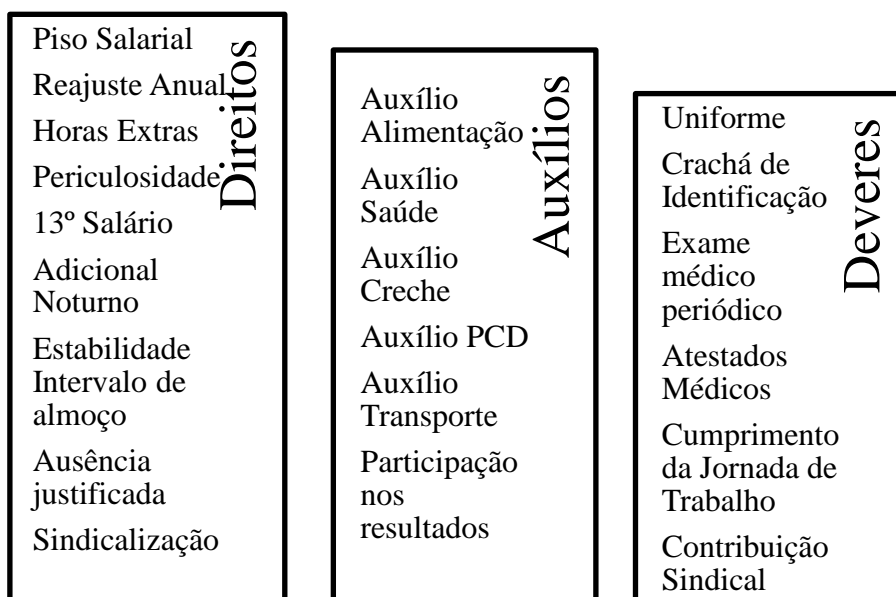 Direitos
Piso Salarial
Reajuste Anual
Horas Extras
Periculosidade
13º Salário
Adicional
Noturno
Estabilidade
Intervalo de
almoço
Ausência
justificada
Sindicalização
Auxílios
Auxílio
Alimentação
Auxílio
Saúde
Auxílio
Creche
Auxílio PCD
Auxílio
Transporte
Participação
nos
resultados
Deveres
Uniforme
Crachá de
Identificação
Exame
médico
periódico
Atestados
Médicos
Cumprimento
da Jornada de
Trabalho
Contribuição
Sindical